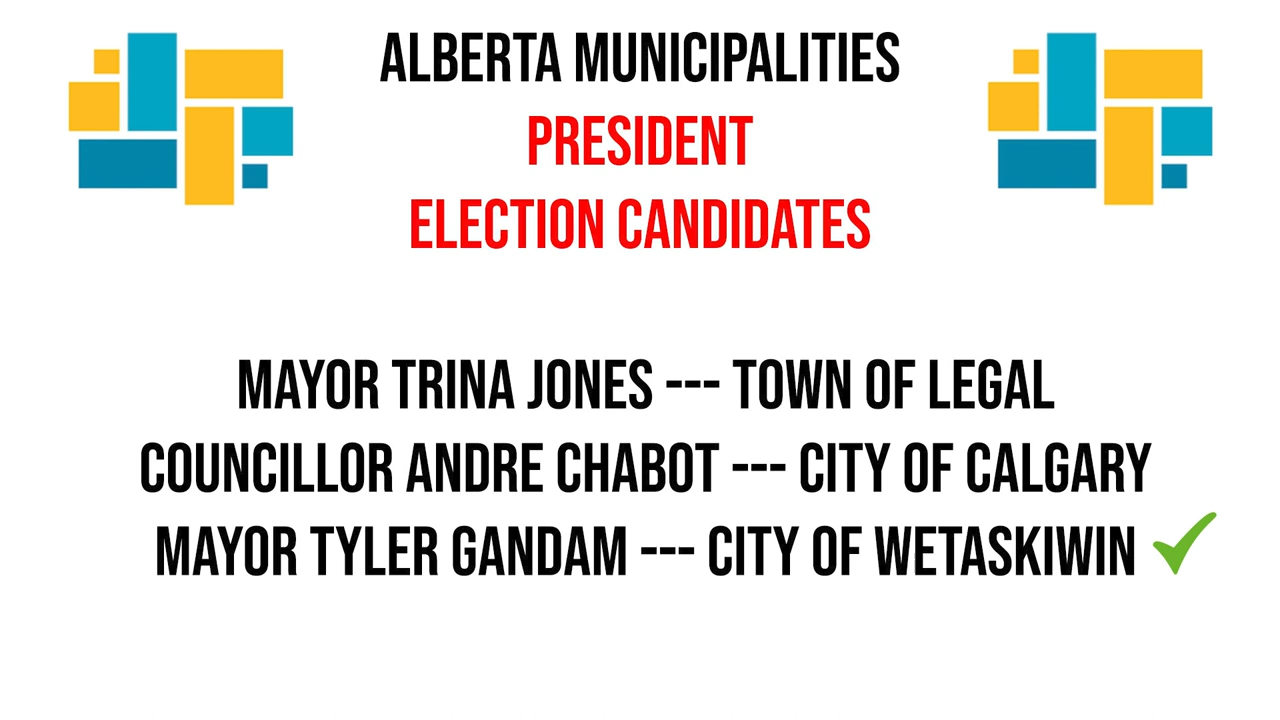 ALBERTA MUNICIPALITIES
PRESIDENT
ELECTION CANDIDATES
MAYOR TRINA JONES --- TOWN OF LEGAL
COUNCILLOR ANDRE CHABOT --- CITY OF CALGARY
MAYOR TYLER GANDAM --- CITY OF WETASKIWIN